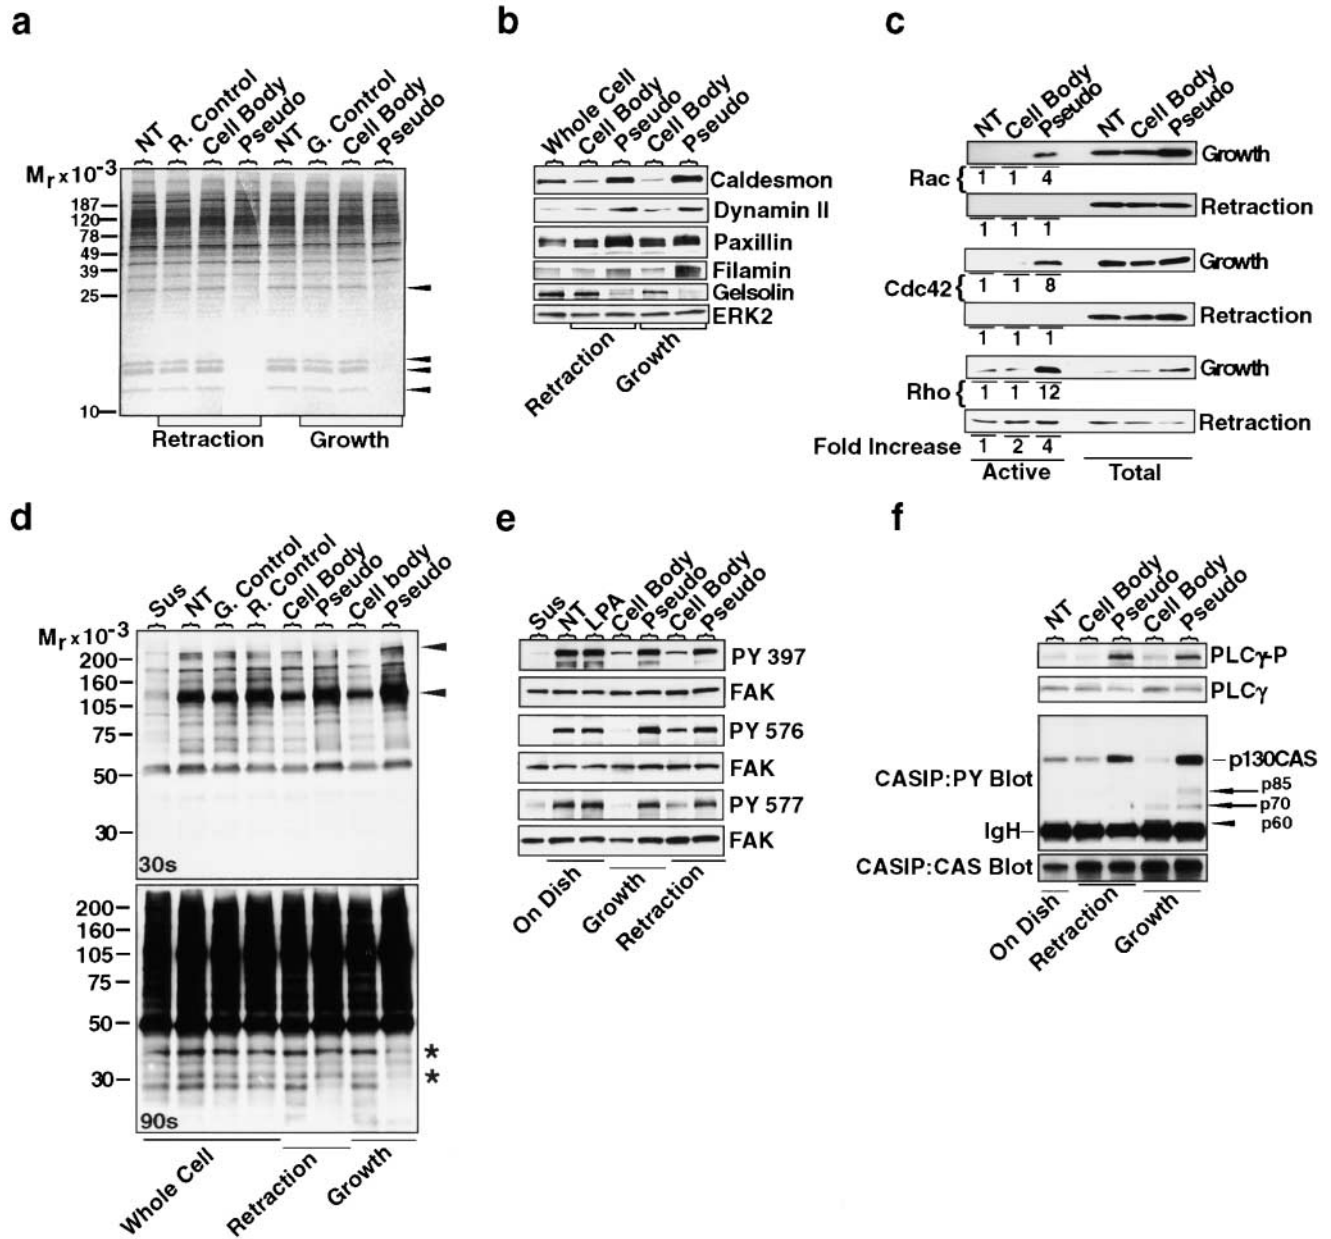 a
NT
R. Control
Cell Body
Pseudo
NT
G. Control
Cell Body
Pseudo
Mr x 10-3
187
120
78
49
39
25
10
Retraction
Growth
b
Whole Cell
Cell Body
Pseudo
Cell Body
Pseudo
Caldesmon
Dynamin II
Paxillin
Filamin
Gelsolin
ERK2
Retraction
Growth
c
NT
Cell Body
Pseudo
NT
Cell Body
Pseudo
Growth
Rac {
1 1 4
Retraction
1 1 1
Growth
Cdc42 {
1 1 8
Retraction
1 1 1
Growth
Rho {
1 1 12
Retraction
Fold Increase 1 2 4
Active
Total
d
Sus
NT
G. Control
R. Control
Cell Body
Pseudo
Cell body
Pseudo
Mr x 10-3
200
160
105
75
50
30
30s
200
160
105
75
50
*
*
30
90s
Whole Cell
Retraction
Growth
e
Sus
NT
LPA
Cell Body
Pseudo
Cell Body
Pseudo
PY 397
FAK
PY 576
FAK
PY 577
FAK
On Dish
Growth
Retraction
f
NT
Cell Body
Pseudo
Cell Body
Pseudo
PLCγ-P
PLCγ
p130CAS
CASIP:PY Blot
p85
p70
p60
IgH
CASIP:CAS Blot
On Dish
Retraction
Growth